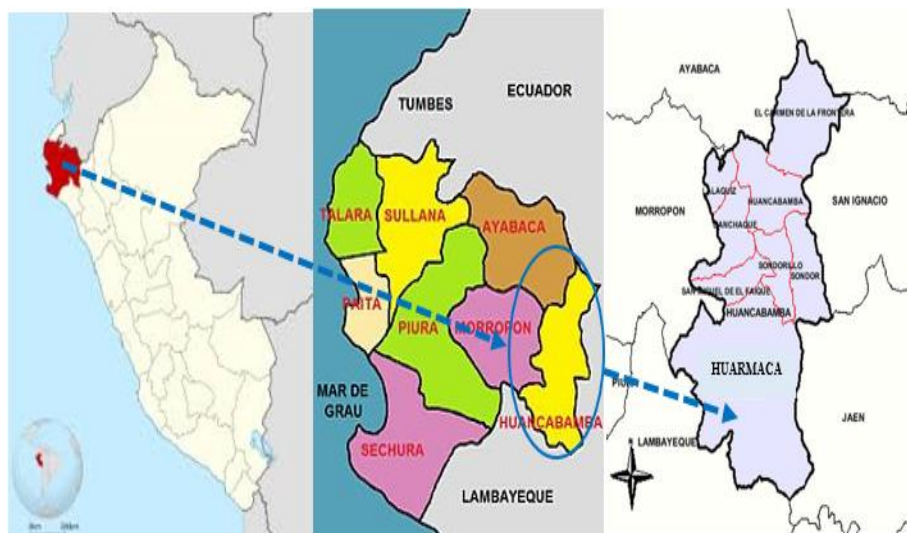 TUMBES
ECUADOR
TALARA
SULLANA
AYABACA
PAITA
PIURA
MORROPON
MAR DE
GRAU
HUANCABAMBA
SECHURA
LAMBAYEQUE
AYABACA
EL CARMEN DE LA FRONTERA
LALAQUIZ
HUANCABAMBA
SAN IGNACIO
MORROPON
CANCHAQUE
SONDORILLO
SONDOR
SAN MIGUEL DE EL FAIQUE
HUANCABAMBA
HUARMACA
JAEN
LAMBAYEQUE